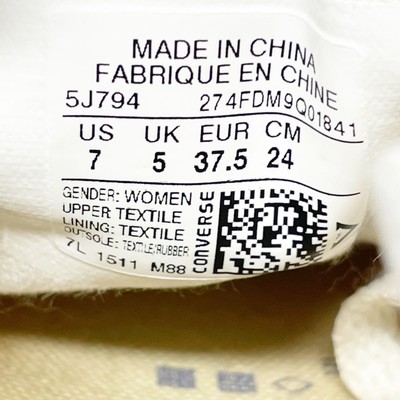 MADE IN CHINA
FABRIQUE EN CHINE
5J794 274FDM9Q01841
US UK EUR CM
7 5 37.5 24
GENDER: WOMEN
UPPER TEXTILE
LINING: TEXTILE
OUTSOLE: TEXTILE/RUBBER
7L 1511 M88
CONVERSE